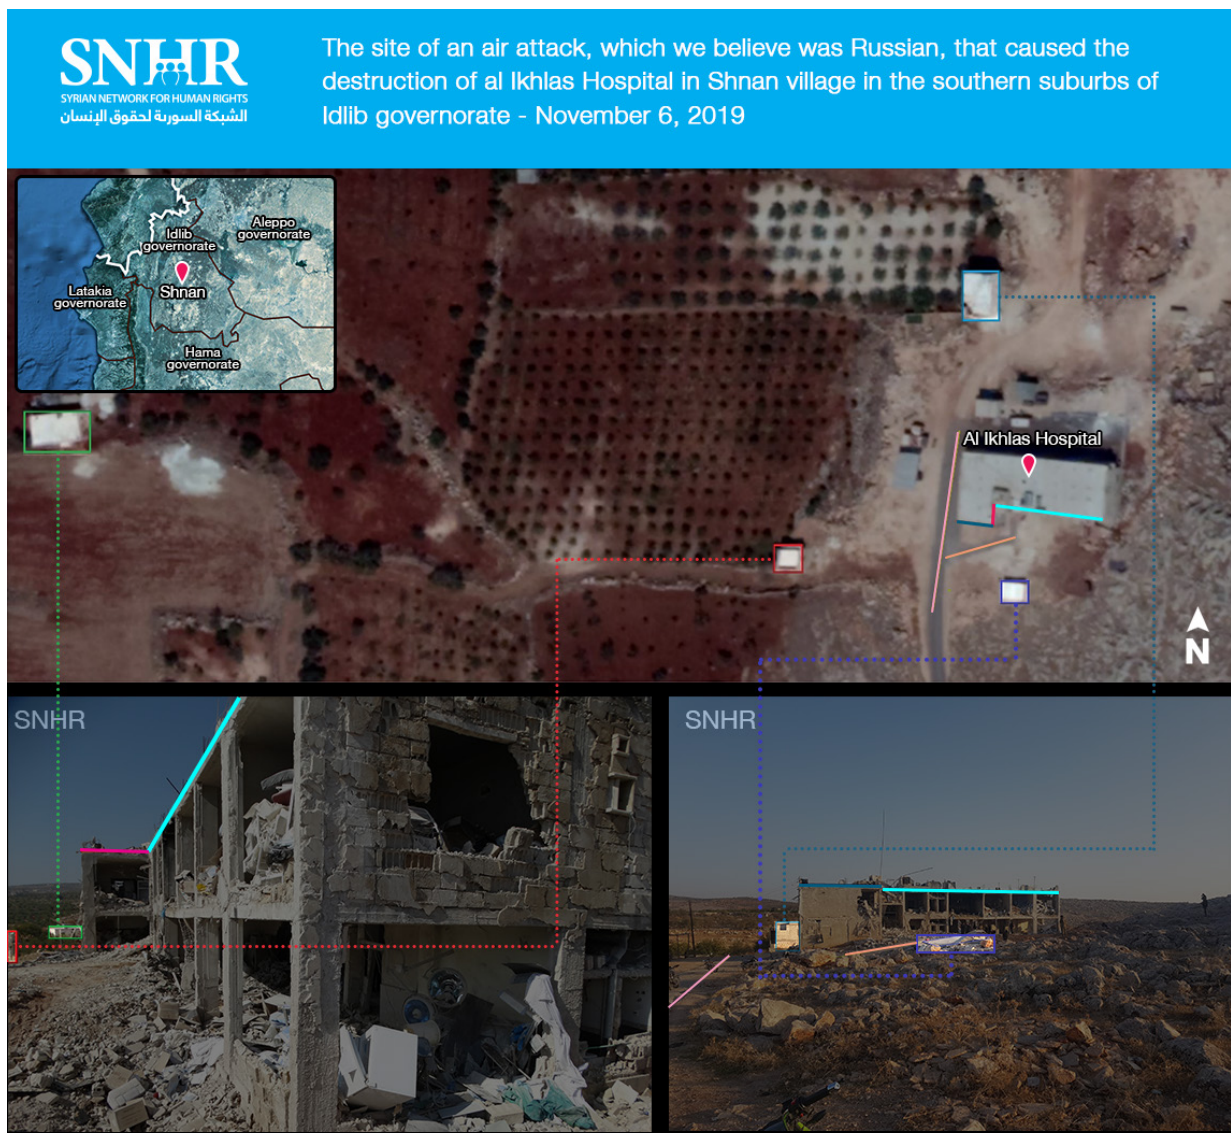 SNHR
SYRIAN NETWORK FOR HUMAN RIGHTS
الشبكة السورية لحقوق الإنسان
The site of an air attack, which we believe was Russian, that caused the
destruction of al Ikhlas Hospital in Shnan village in the southern suburbs of
Idlib governorate - November 6, 2019
Aleppo
governorate
Idlib
governorate
Shnan
Latakia
governorate
Hama
governorate
Al Ikhlas Hospital
N
SNHR
SNHR